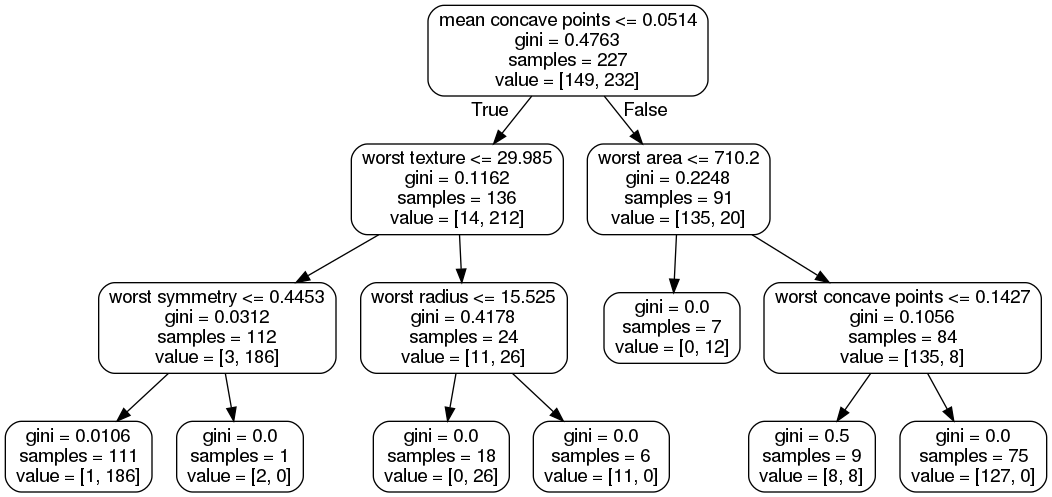 mean concave points <= 0.0514
gini = 0.4763
samples = 227
value = [149, 232]
True
False
worst texture <= 29.985
gini = 0.1162
samples = 136
value = [14, 212]
worst area <= 710.2
gini = 0.2248
samples = 91
value = [135, 20]
worst symmetry <= 0.4453
gini = 0.0312
samples = 112
value = [3, 186]
worst radius <= 15.525
gini = 0.4178
samples = 24
value = [11, 26]
gini = 0.0
samples = 7
value = [0, 12]
worst concave points <= 0.1427
gini = 0.1056
samples = 84
value = [135, 8]
gini = 0.0106
samples = 111
value = [1, 186]
gini = 0.0
samples = 1
value = [2, 0]
gini = 0.0
samples = 18
value = [0, 26]
gini = 0.0
samples = 6
value = [11, 0]
gini = 0.5
samples = 9
value = [8, 8]
gini = 0.0
samples = 75
value = [127, 0]